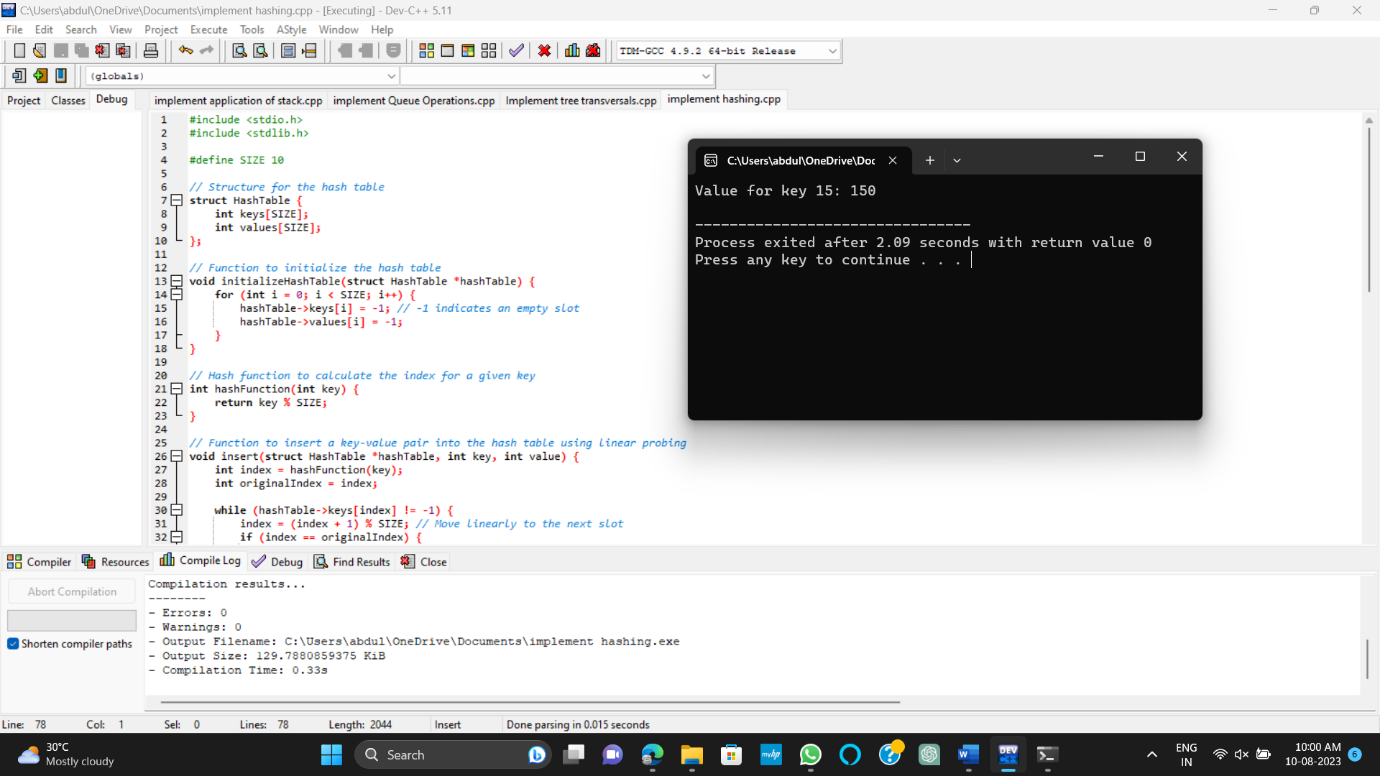 C:\Users\abdul\OneDrive\Documents\implement hashing.cpp - [Executing] - Dev-C++ 5.11
File Edit Search View Project Execute Tools AStyle Window Help
TDM-GCC 4.9.2 64-bit Release
(globals)
Project Classes Debug
implement application of stack.cpp implement Queue Operations.cpp Implement tree transversals.cpp implement hashing.cpp
1 #include <stdio.h>
2 #include <stdlib.h>
3
4 #define SIZE 10
5
6 // Structure for the hash table
7 struct HashTable {
8 int keys[SIZE];
9 int values[SIZE];
10 };
11
12 // Function to initialize the hash table
13 void initializeHashTable(struct HashTable *hashTable) {
14 for (int i = 0; i < SIZE; i++) {
15 hashTable->keys[i] = -1; // -1 indicates an empty slot
16 hashTable->values[i] = -1;
17 }
18 }
19
20 // Hash function to calculate the index for a given key
21 int hashFunction(int key) {
22 return key % SIZE;
23 }
24
25 // Function to insert a key-value pair into the hash table using linear probing
26 void insert(struct HashTable *hashTable, int key, int value) {
27 int index = hashFunction(key);
28 int originalIndex = index;
29
30 while (hashTable->keys[index] != -1) {
31 index = (index + 1) % SIZE; // Move linearly to the next slot
32 if (index == originalIndex) {
C:\Users\abdul\OneDrive\Doc
Value for key 15: 150
--------------------------------
Process exited after 2.09 seconds with return value 0
Press any key to continue . . .
Compiler Resources Compile Log Debug Find Results Close
Abort Compilation
Shorten compiler paths
Compilation results...
--------
- Errors: 0
- Warnings: 0
- Output Filename: C:\Users\abdul\OneDrive\Documents\implement hashing.exe
- Output Size: 129.7880859375 KiB
- Compilation Time: 0.33s
Line: 78 Col: 1 Sel: 0 Lines: 78 Length: 2044 Insert Done parsing in 0.015 seconds
30°C
Mostly cloudy
Search
myhp
W
DEV
ENG
IN
10:00 AM
10-08-2023
6